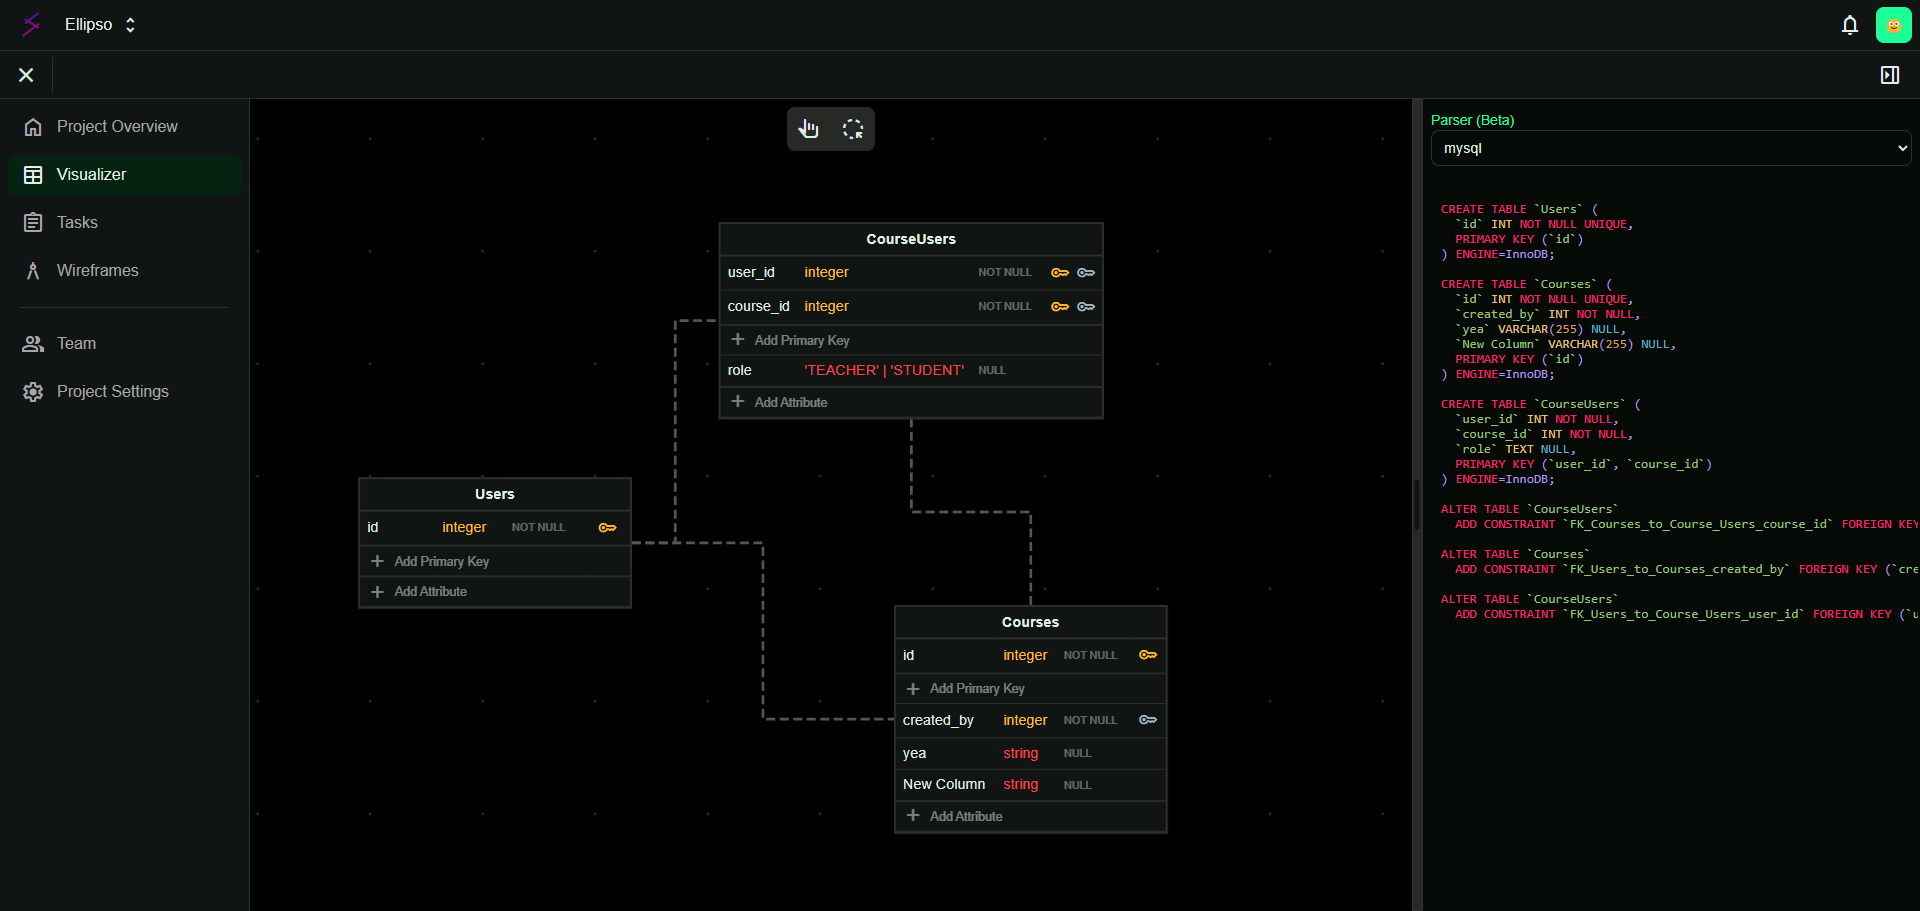 Ellipso
Project Overview
Visualizer
Tasks
Wireframes
Team
Project Settings
CourseUsers
user_id integer NOT NULL
course_id integer NOT NULL
Add Primary Key
role 'TEACHER' | 'STUDENT' NULL
Add Attribute
Users
id integer NOT NULL
Add Primary Key
Add Attribute
Courses
id integer NOT NULL
Add Primary Key
created_by integer NOT NULL
yea string NULL
New Column string NULL
Add Attribute
Parser (Beta)
mysql
CREATE TABLE `Users` (
`id` INT NOT NULL UNIQUE,
PRIMARY KEY (`id`)
) ENGINE=InnoDB;
CREATE TABLE `Courses` (
`id` INT NOT NULL UNIQUE,
`created_by` INT NOT NULL,
`yea` VARCHAR(255) NULL,
`New Column` VARCHAR(255) NULL,
PRIMARY KEY (`id`)
) ENGINE=InnoDB;
CREATE TABLE `CourseUsers` (
`user_id` INT NOT NULL,
`course_id` INT NOT NULL,
`role` TEXT NULL,
PRIMARY KEY (`user_id`, `course_id`)
) ENGINE=InnoDB;
ALTER TABLE `CourseUsers`
ADD CONSTRAINT `FK_Courses_to_Course_Users_course_id` FOREIGN KEY
ALTER TABLE `Courses`
ADD CONSTRAINT `FK_Users_to_Courses_created_by` FOREIGN KEY (`cre
ALTER TABLE `CourseUsers`
ADD CONSTRAINT `FK_Users_to_Course_Users_user_id` FOREIGN KEY (`u